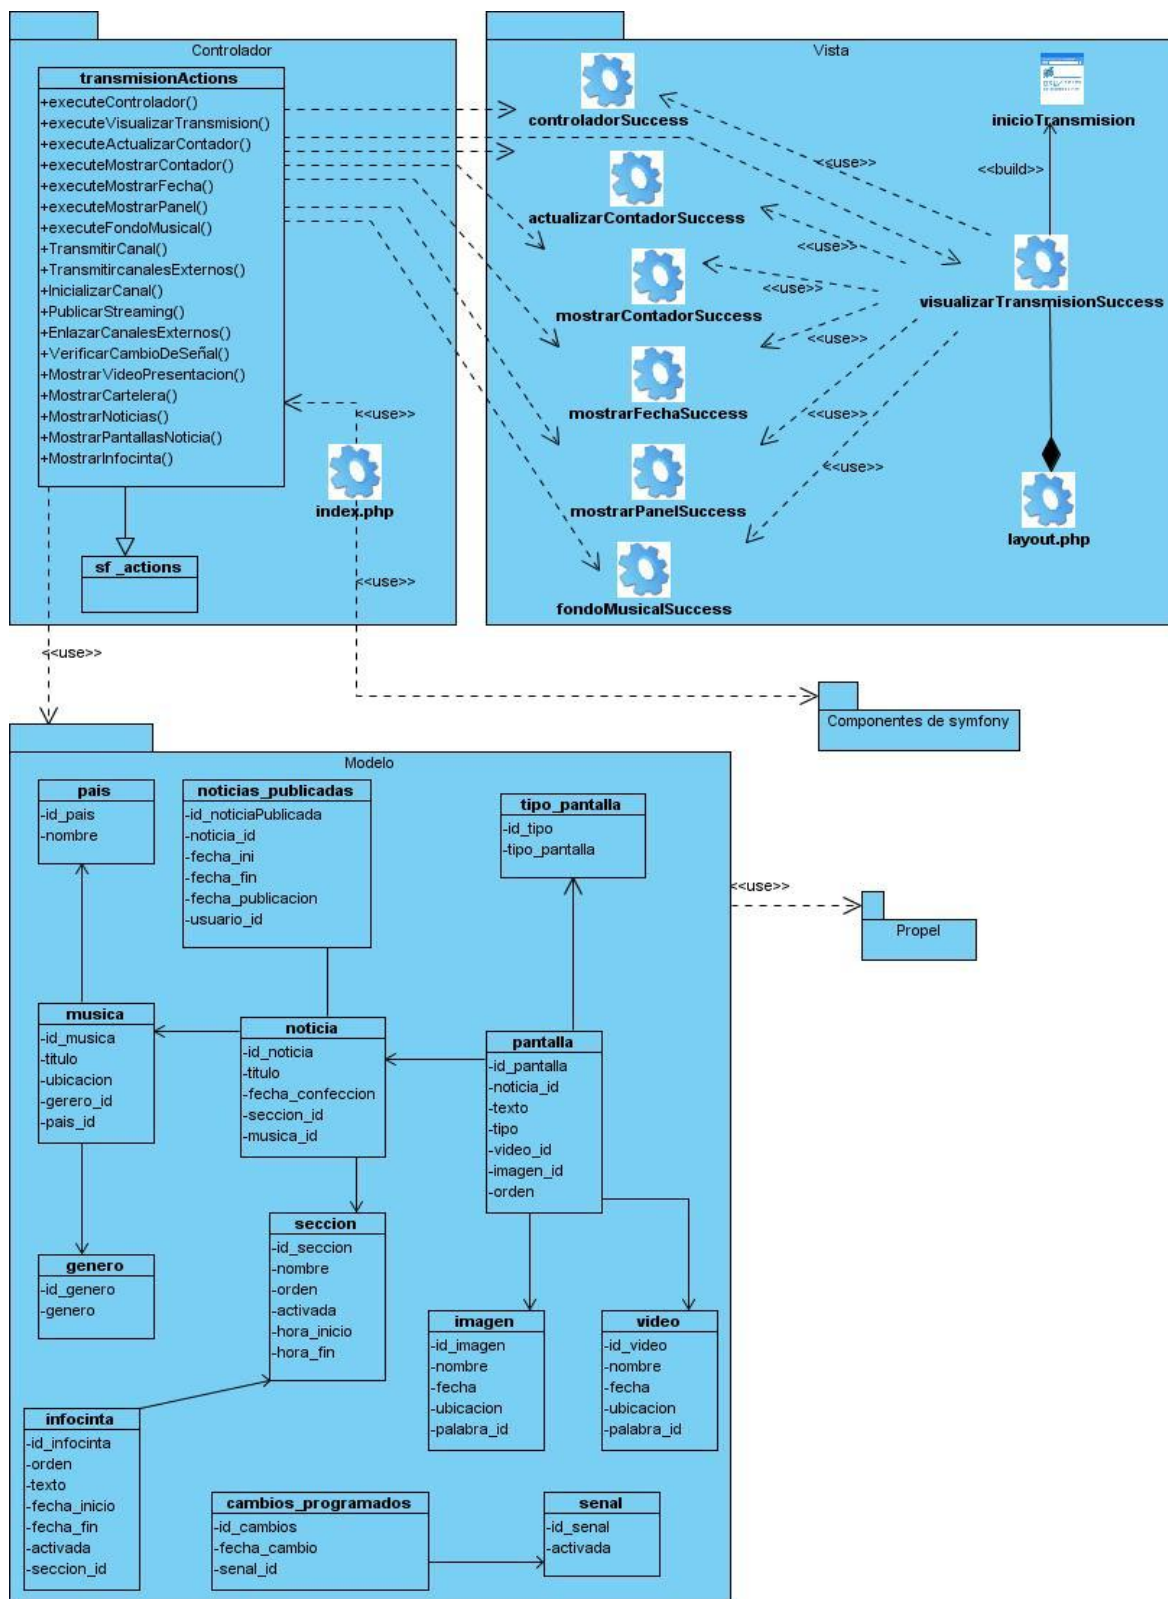 Controlador
transmisionActions
+executeControlador()
+executeVisualizarTransmision()
+executeActualizarContador()
+executeMostrarContador()
+executeMostrarFecha()
+executeMostrarPanel()
+executeFondoMusical()
+TransmitirCanal()
+TransmitircanalesExternos()
+InicializarCanal()
+PublicarStreaming()
+EnlazarCanalesExternos()
+VerificarCambioDeSeñal()
+MostrarVideoPresentacion()
+MostrarCartelera()
+MostrarNoticias()
+MostrarPantallasNoticia()
+MostrarInfocinta()
<<use>>
index.php
sf _actions
<<use>>
<<use>>
Vista
controladorSuccess
inicioTransmision
<<use>>
<<build>>
actualizarContadorSuccess
<<use>>
<<use>>
mostrarContadorSuccess
visualizarTransmisionSuccess
<<use>>
mostrarFechaSuccess
<<use>>
<<use>>
mostrarPanelSuccess
layout.php
fondoMusicalSuccess
Componentes de symfony
Modelo
pais
-id_pais
-nombre
noticias_publicadas
-id_noticiaPublicada
-noticia_id
-fecha_ini
-fecha_fin
-fecha_publicacion
-usuario_id
tipo_pantalla
-id_tipo
-tipo_pantalla
<<use>>
Propel
musica
-id_musica
-titulo
-ubicacion
-gerero_id
-pais_id
noticia
-id_noticia
-titulo
-fecha_confeccion
-seccion_id
-musica_id
pantalla
-id_pantalla
-noticia_id
-texto
-tipo
-video_id
-imagen_id
-orden
genero
-id_genero
-genero
seccion
-id_seccion
-nombre
-orden
-activada
-hora_inicio
-hora_fin
imagen
-id_imagen
-nombre
-fecha
-ubicacion
-palabra_id
video
-id_video
-nombre
-fecha
-ubicacion
-palabra_id
infocinta
-id_infocinta
-orden
-texto
-fecha_inicio
-fecha_fin
-activada
-seccion_id
cambios_programados
-id_cambios
-fecha_cambio
-senal_id
senal
-id_senal
-activada